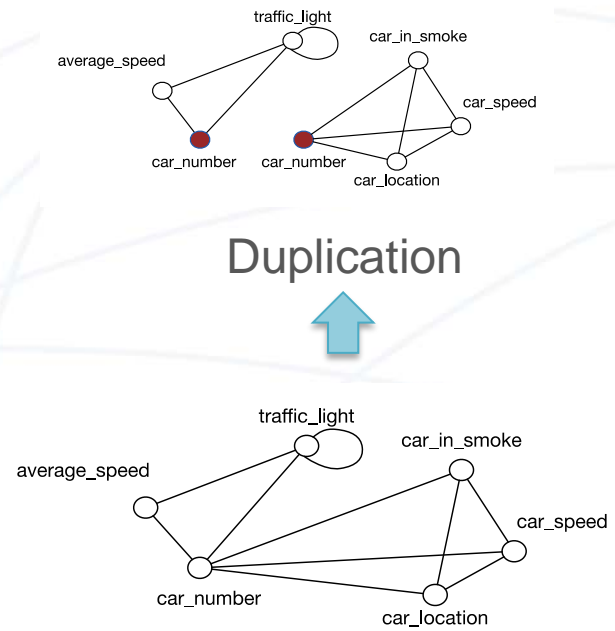 traffic_light
car_in_smoke
average_speed
car_speed
car_number
car_number
car_location
Duplication
traffic_light
car_in_smoke
average_speed
car_speed
car_number
car_location